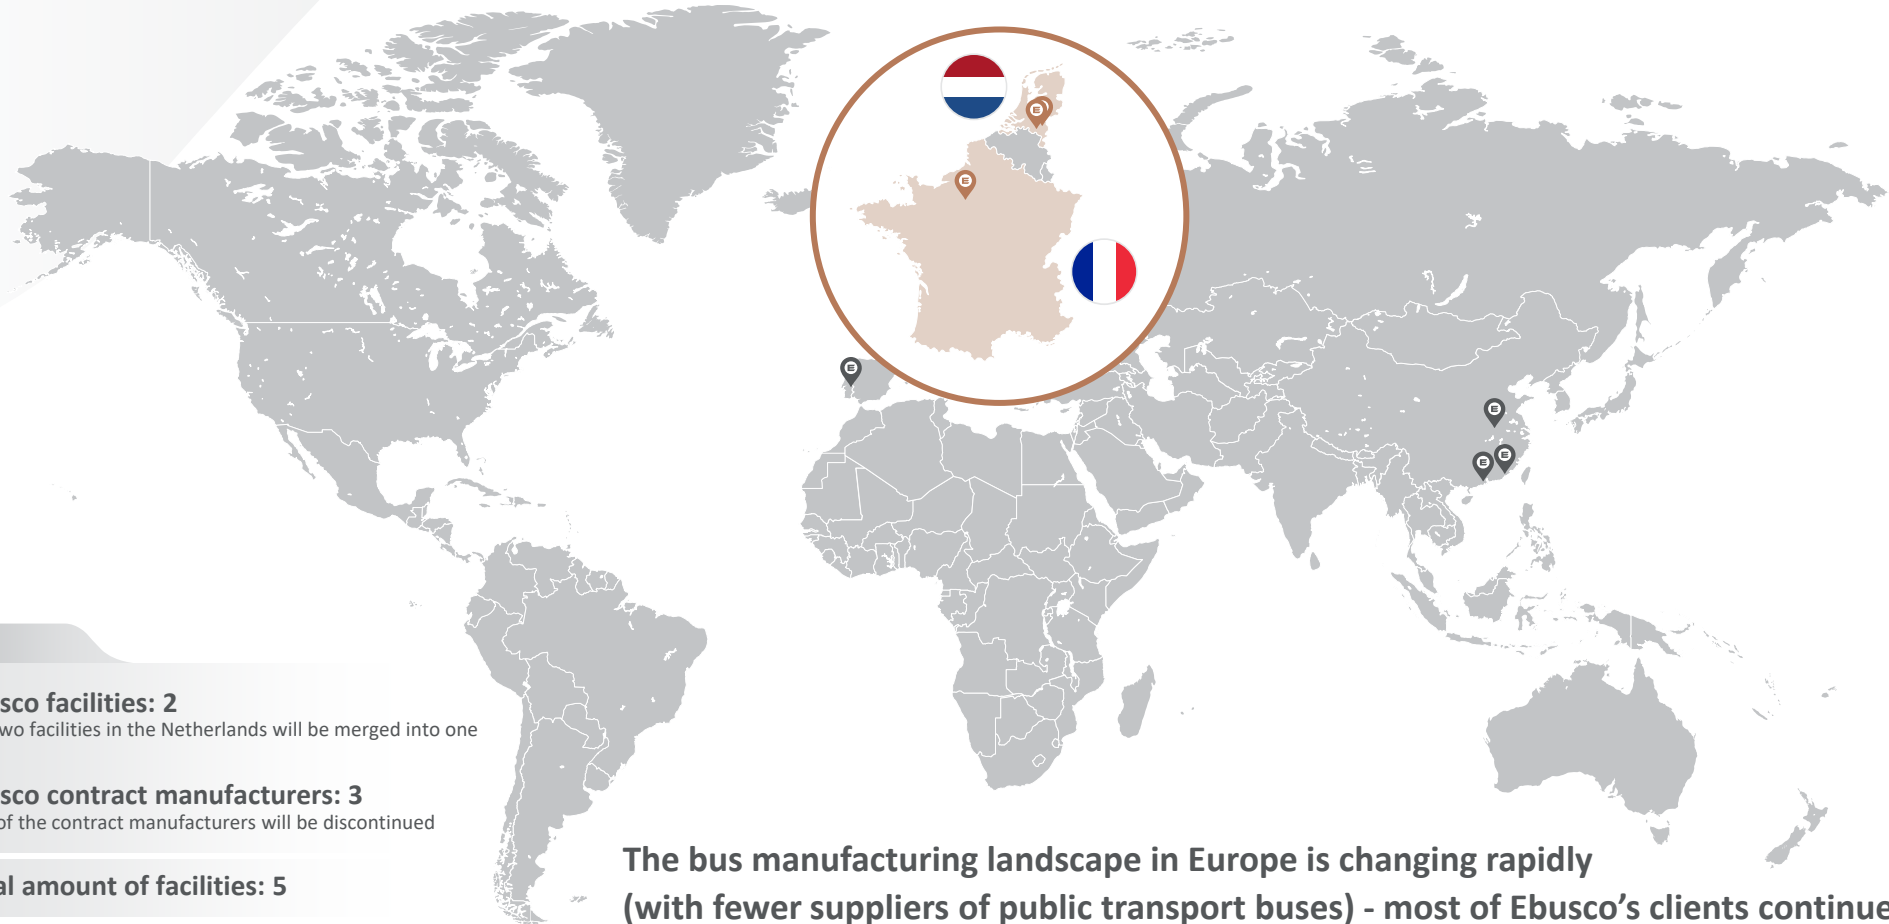 sco facilities: 2
wo facilities in the Netherlands will be merged into one
sco contract manufacturers: 3
of the contract manufacturers will be discontinued
al amount of facilities: 5
The bus manufacturing landscape in Europe is changing rapidly
(with fewer suppliers of public transport buses) - most of Ebusco's clients continue